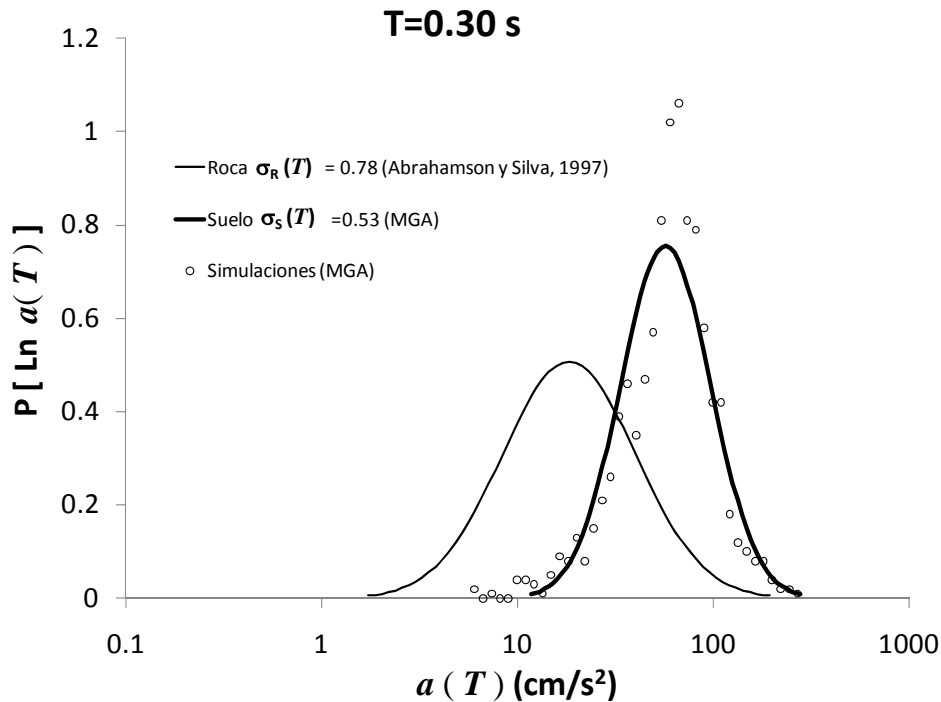 T=0.30 s
1.2
1
0.8
0.6
0.4
0.2
0
P [ Ln a( T ) ]
Roca σR (T) = 0.78 (Abrahamson y Silva, 1997)
Suelo σS (T) =0.53 (MGA)
Simulaciones (MGA)
0.1 1 10 100 1000
a ( T ) (cm/s²)